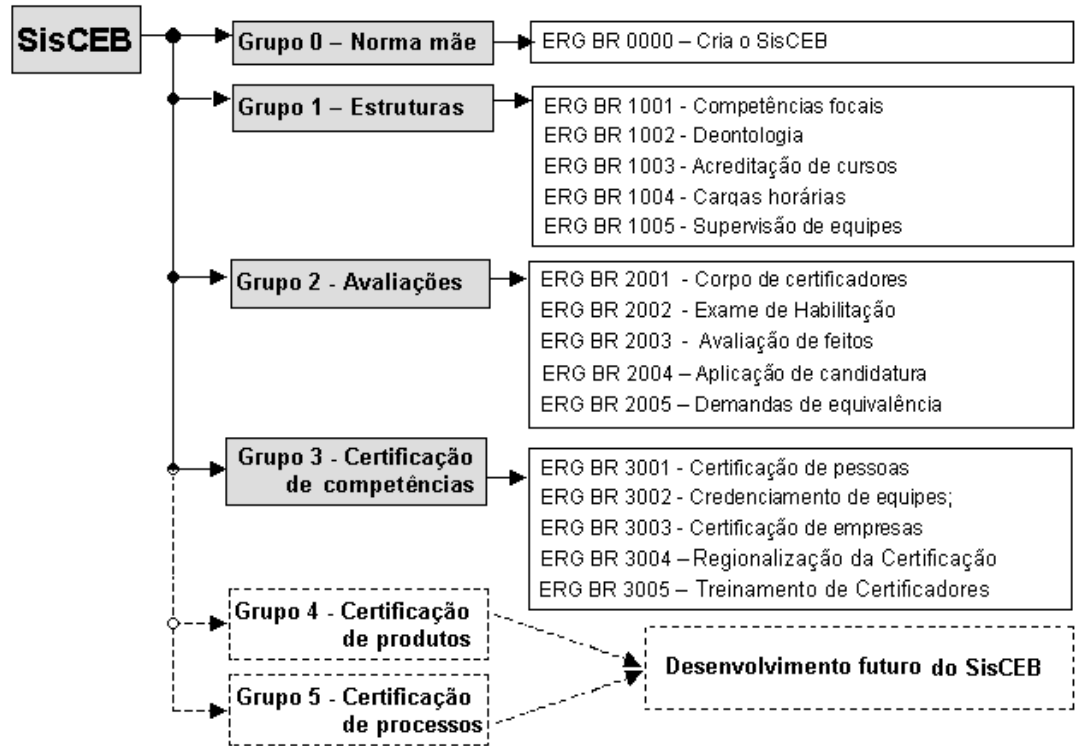 SisCEB
Grupo 0 – Norma mãe
ERG BR 0000 – Cria o SisCEB
Grupo 1 – Estruturas
ERG BR 1001 - Competências focais
ERG BR 1002 - Deontologia
ERG BR 1003 - Acreditação de cursos
ERG BR 1004 - Cargas horárias
ERG BR 1005 - Supervisão de equipes
Grupo 2 - Avaliações
ERG BR 2001 - Corpo de certificadores
ERG BR 2002 - Exame de Habilitação
ERG BR 2003 - Avaliação de feitos
ERG BR 2004 – Aplicação de candidatura
ERG BR 2005 – Demandas de equivalência
Grupo 3 - Certificação
de competências
ERG BR 3001 - Certificação de pessoas
ERG BR 3002 - Credenciamento de equipes;
ERG BR 3003 - Certificação de empresas
ERG BR 3004 – Regionalização da Certificação
ERG BR 3005 – Treinamento de Certificadores
Grupo 4 - Certificação
de produtos
Grupo 5 - Certificação
de processos
Desenvolvimento futuro do SisCEB